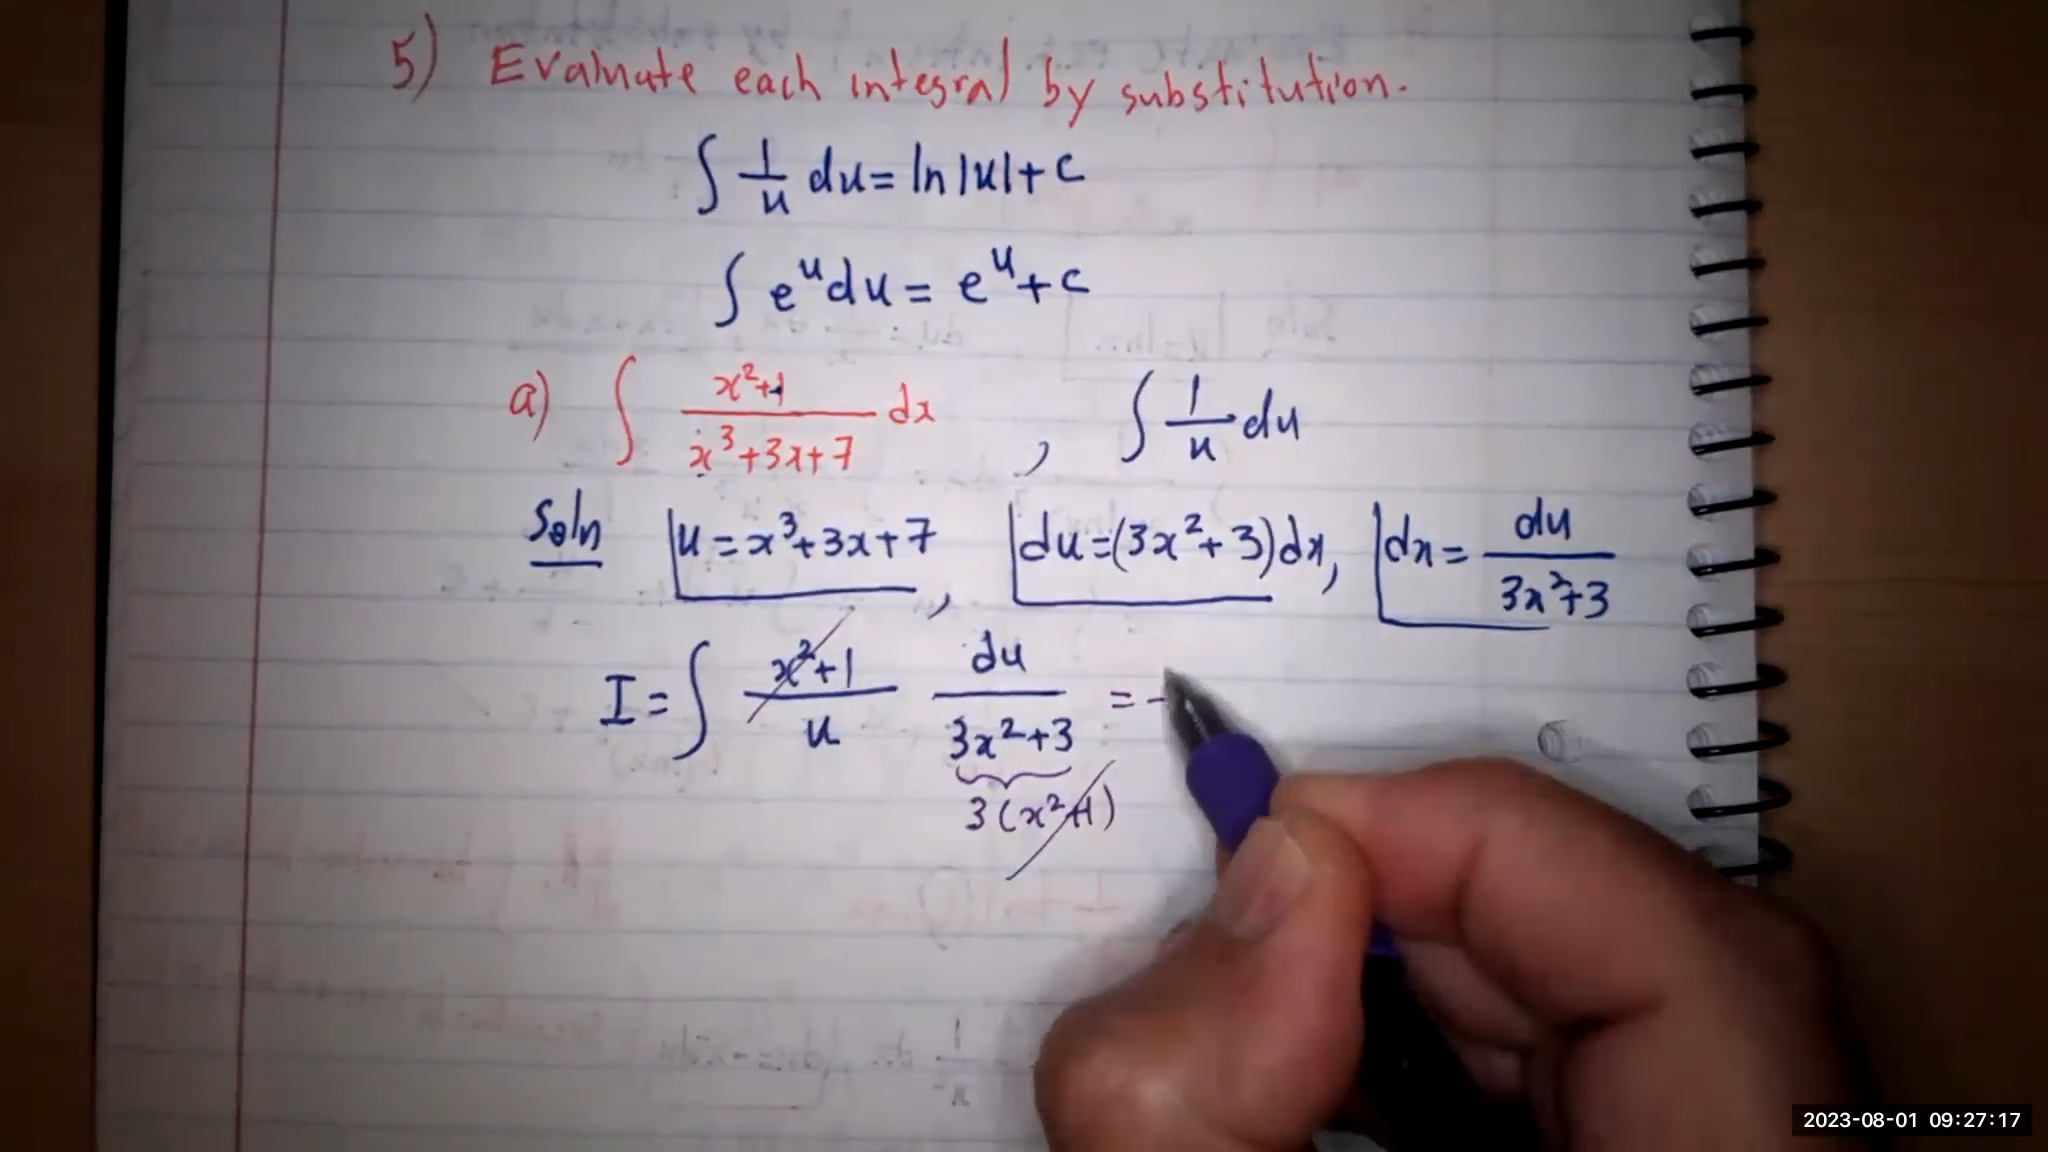 5) Evaluate each integral by substitution.
∫ 1/u du = ln|u| + c
∫ e^u du = e^u + c
a) ∫ (x²+1)/(x³+3x+7) dx , ∫ 1/u du
Soln u = x³+3x+7 , du = (3x²+3)dx , dx = du/(3x²+3)
I = ∫ (x²+1)/u du/(3x²+3) = -
3(x²+1)
2023-08-01 09:27:17